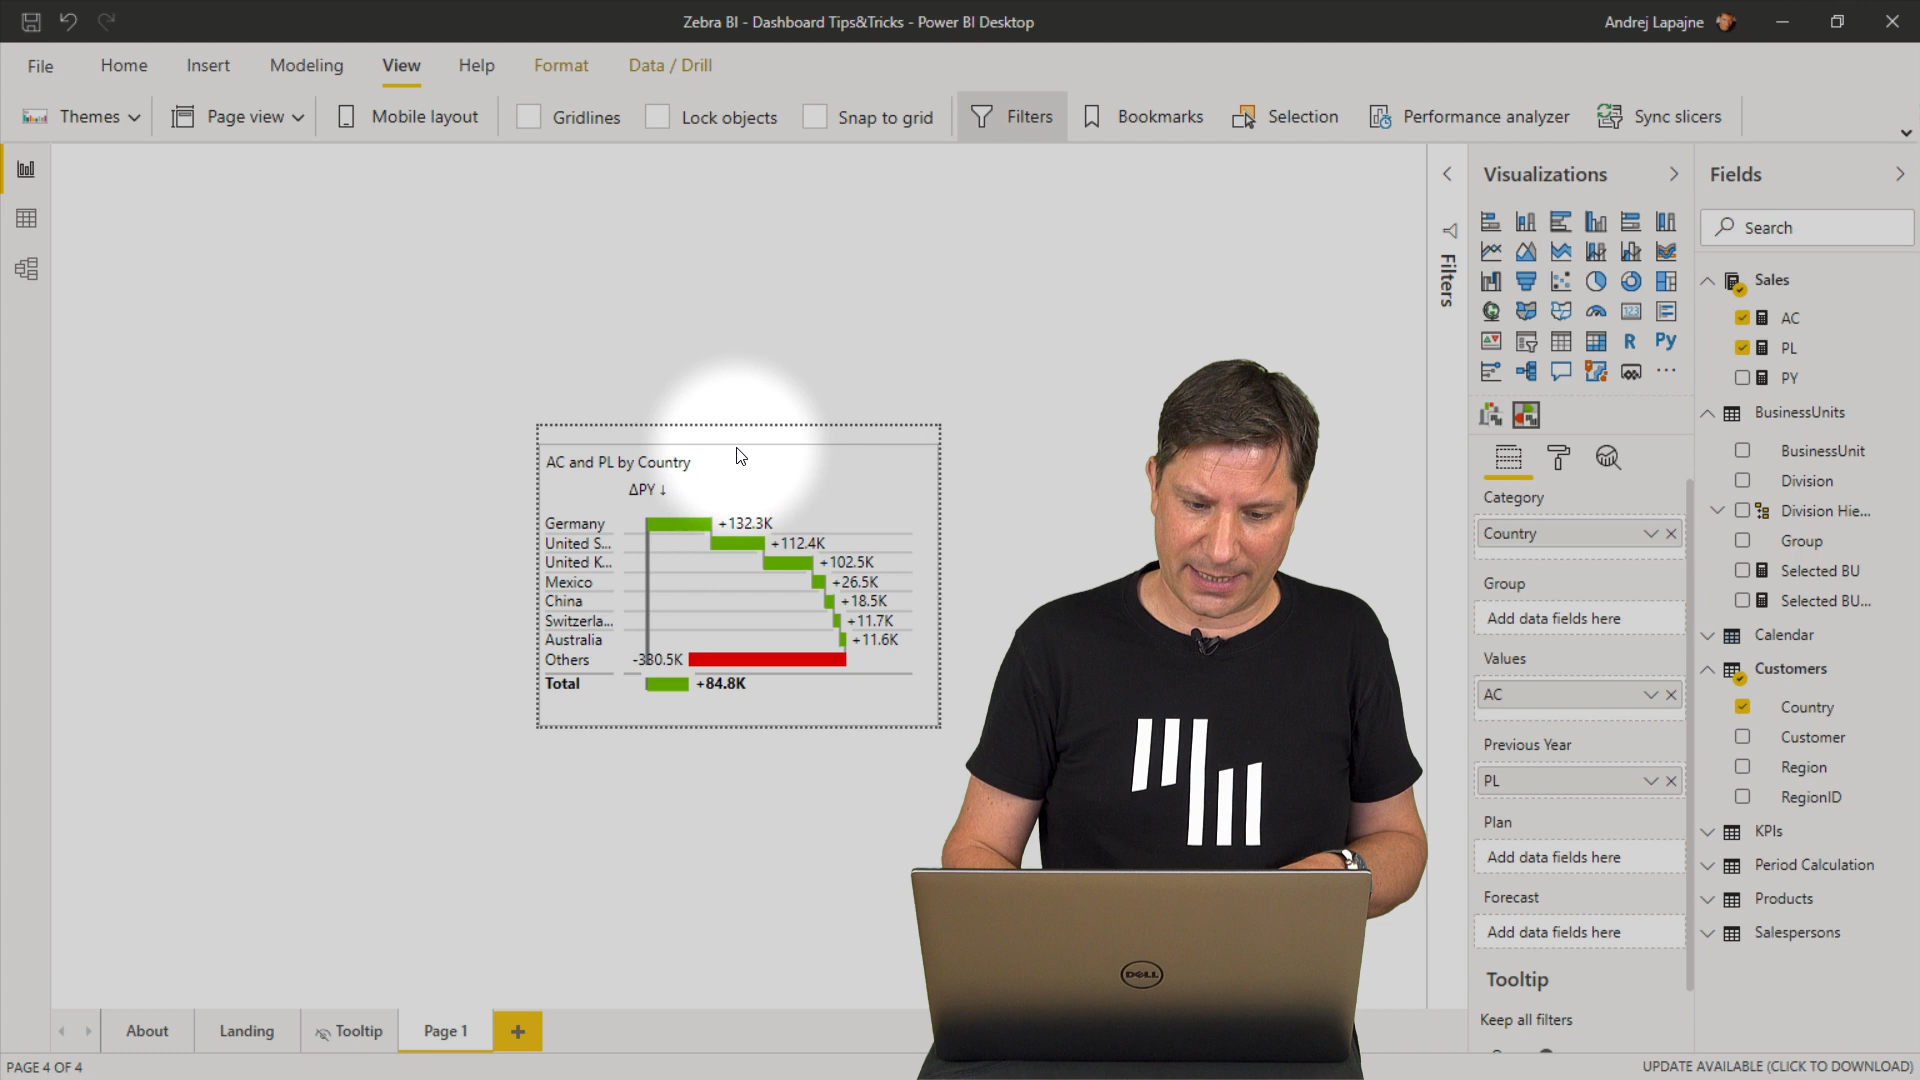 Zebra BI - Dashboard Tips&Tricks - Power BI Desktop
Andrej Lapajne
File Home Insert Modeling View Help Format Data / Drill
Themes Page view Mobile layout Gridlines Lock objects Snap to grid Filters Bookmarks Selection Performance analyzer Sync slicers
Filters
AC and PL by Country
ΔPY ↓
Germany +132.3K
United S... +112.4K
United K... +102.5K
Mexico +26.5K
China +18.5K
Switzerla... +11.7K
Australia +11.6K
Others -330.5K
Total +84.8K
DELL
Visualizations
123
R Py
Category
Country
Group
Add data fields here
Values
AC
Previous Year
PL
Plan
Add data fields here
Forecast
Add data fields here
Tooltip
Keep all filters
Fields
Search
Sales
AC
PL
PY
BusinessUnits
BusinessUnit
Division
Division Hie...
Group
Selected BU
Selected BU...
Calendar
Customers
Country
Customer
Region
RegionID
KPIs
Period Calculation
Products
Salespersons
About Landing Tooltip Page 1 +
PAGE 4 OF 4
UPDATE AVAILABLE (CLICK TO DOWNLOAD)